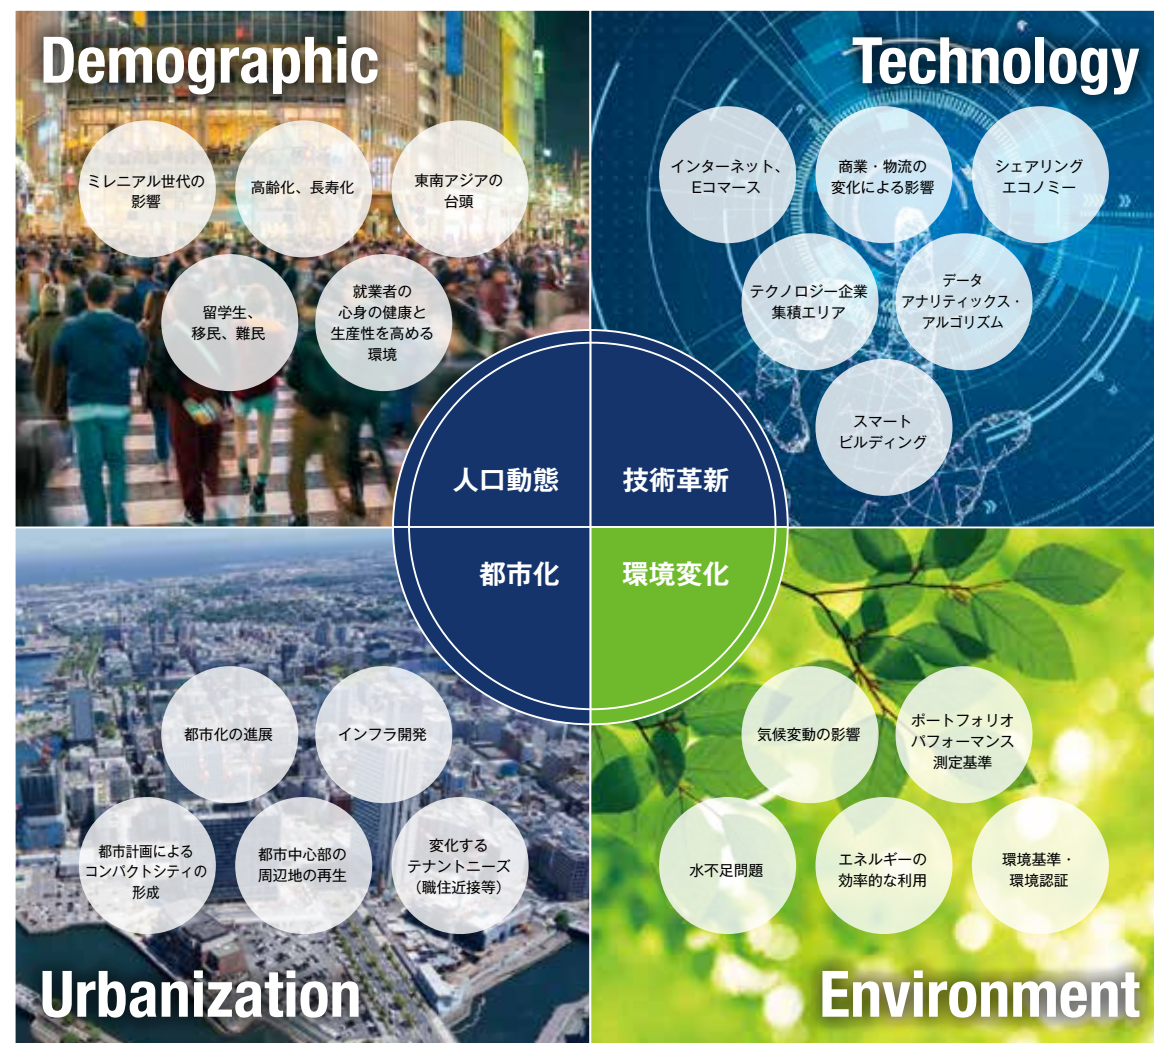 Demographic
ミレニアル世代の
影響
高齢化、長寿化
東南アジアの
台頭
留学生、
移民、難民
就業者の
心身の健康と
生産性を高める
環境
Technology
インターネット、
Eコマース
商業・物流の
変化による影響
シェアリング
エコノミー
テクノロジー企業
集積エリア
データ
アナリティックス・
アルゴリズム
スマート
ビルディング
人口動態
技術革新
都市化
環境変化
都市化の進展
インフラ開発
都市計画による
コンパクトシティの
形成
都市中心部の
周辺地の再生
変化する
テナントニーズ
（職住近接等）
Urbanization
気候変動の影響
ポートフォリオ
パフォーマンス
測定基準
水不足問題
エネルギーの
効率的な利用
環境基準・
環境認証
Environment